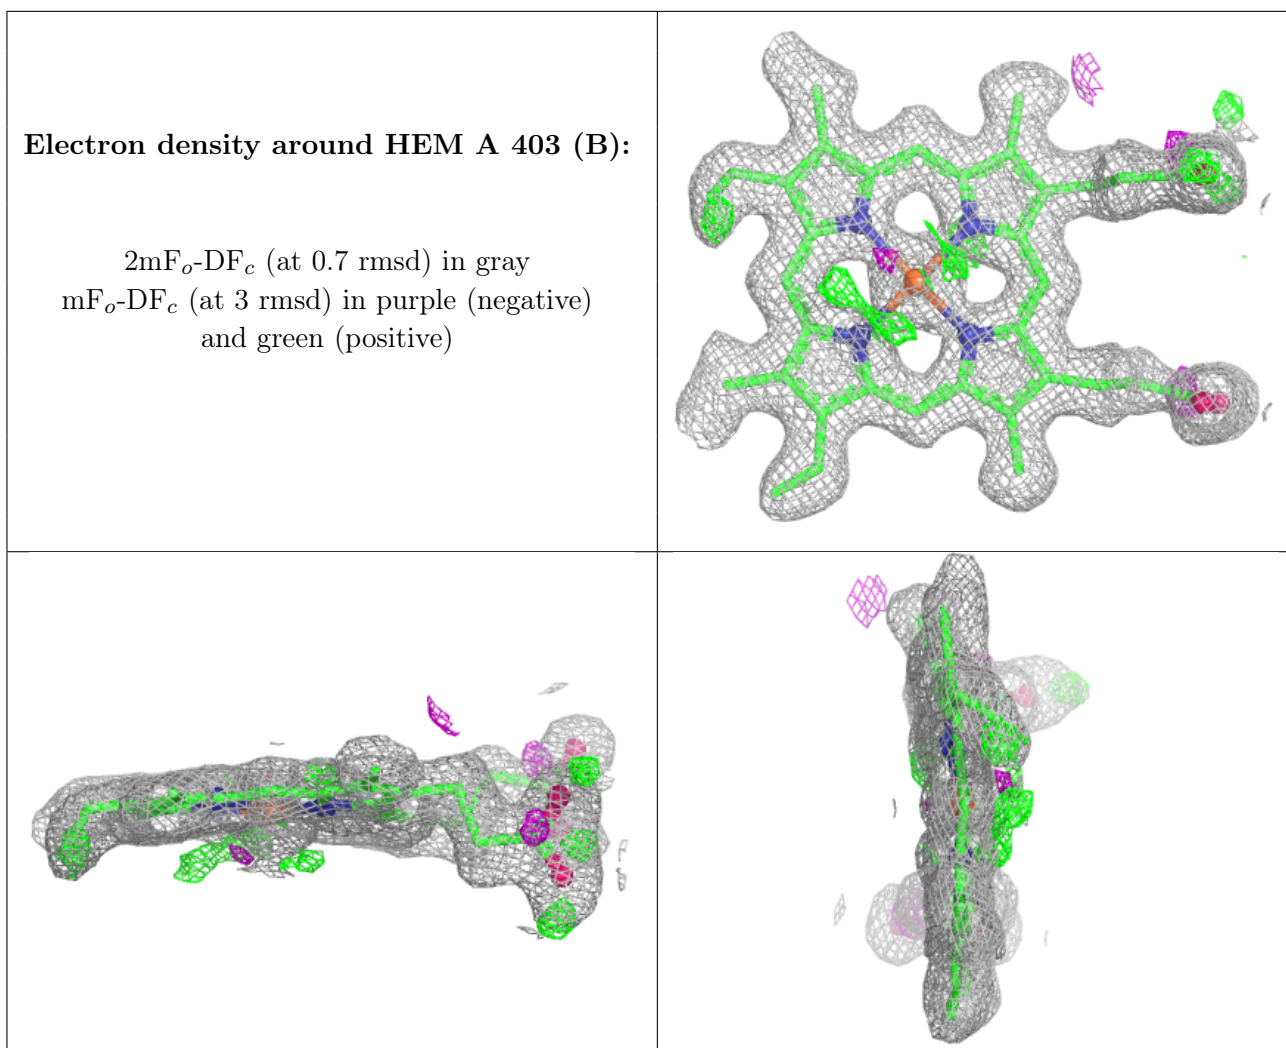 Electron density around HEM A 403 (B):
2mFo-DFc (at 0.7 rmsd) in gray
mFo-DFc (at 3 rmsd) in purple (negative)
and green (positive)